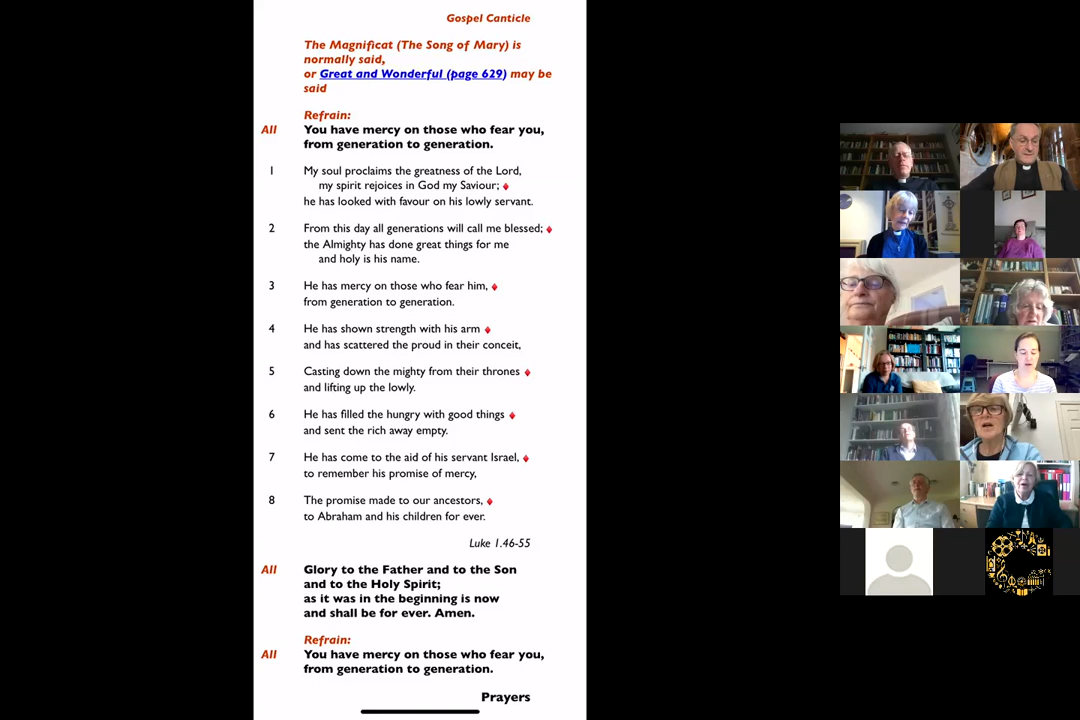 Gospel Canticle
The Magnificat (The Song of Mary) is
normally said,
or Great and Wonderful (page 629) may be
said
Refrain:
All You have mercy on those who fear you,
from generation to generation.
1 My soul proclaims the greatness of the Lord,
my spirit rejoices in God my Saviour; ♦
he has looked with favour on his lowly servant.
2 From this day all generations will call me blessed; ♦
the Almighty has done great things for me
and holy is his name.
3 He has mercy on those who fear him, ♦
from generation to generation.
4 He has shown strength with his arm ♦
and has scattered the proud in their conceit,
5 Casting down the mighty from their thrones ♦
and lifting up the lowly.
6 He has filled the hungry with good things ♦
and sent the rich away empty.
7 He has come to the aid of his servant Israel, ♦
to remember his promise of mercy,
8 The promise made to our ancestors, ♦
to Abraham and his children for ever.
Luke 1.46-55
All Glory to the Father and to the Son
and to the Holy Spirit;
as it was in the beginning is now
and shall be for ever. Amen.
Refrain:
All You have mercy on those who fear you,
from generation to generation.
Prayers